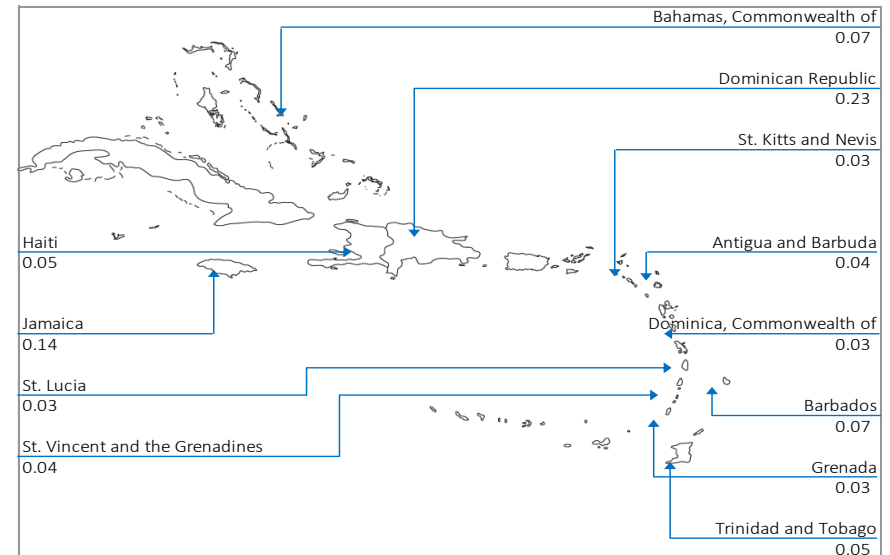 Bahamas, Commonwealth of
0.07
Dominican Republic
0.23
St. Kitts and Nevis
0.03
Haiti
0.05
Antigua and Barbuda
0.04
Jamaica
0.14
Dominica, Commonwealth of
0.03
St. Lucia
0.03
Barbados
0.07
St. Vincent and the Grenadines
0.04
Grenada
0.03
Trinidad and Tobago
0.05